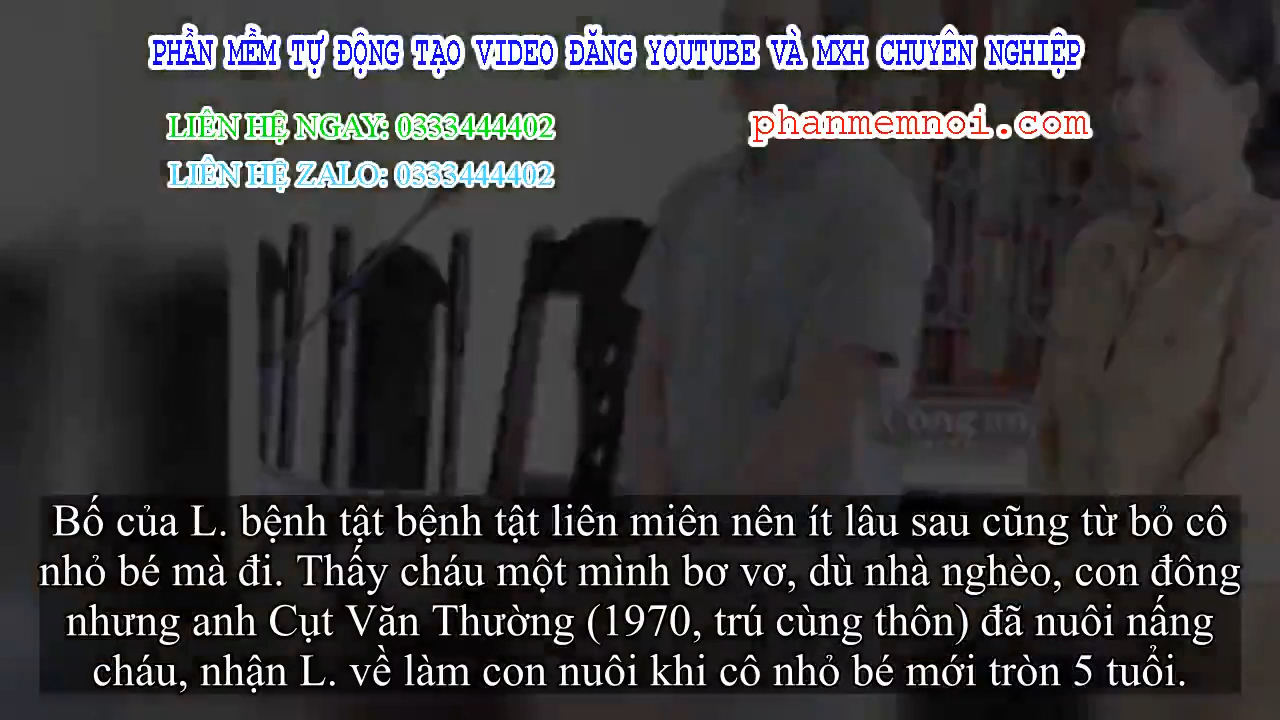 PHẦN MỀM TỰ ĐỘNG TẠO VIDEO ĐĂNG YOUTUBE VÀ MXH CHUYÊN NGHIỆP
LIÊN HỆ NGAY: 0333444402
phanmemnoi.com
LIÊN HỆ ZALO: 0333444402
Công an
Bố của L. bệnh tật bệnh tật liên miên nên ít lâu sau cũng từ bỏ cô
nhỏ bé mà đi. Thấy cháu một mình bơ vơ, dù nhà nghèo, con đông
nhưng anh Cụt Văn Thường (1970, trú cùng thôn) đã nuôi nấng
cháu, nhận L. về làm con nuôi khi cô nhỏ bé mới tròn 5 tuổi.